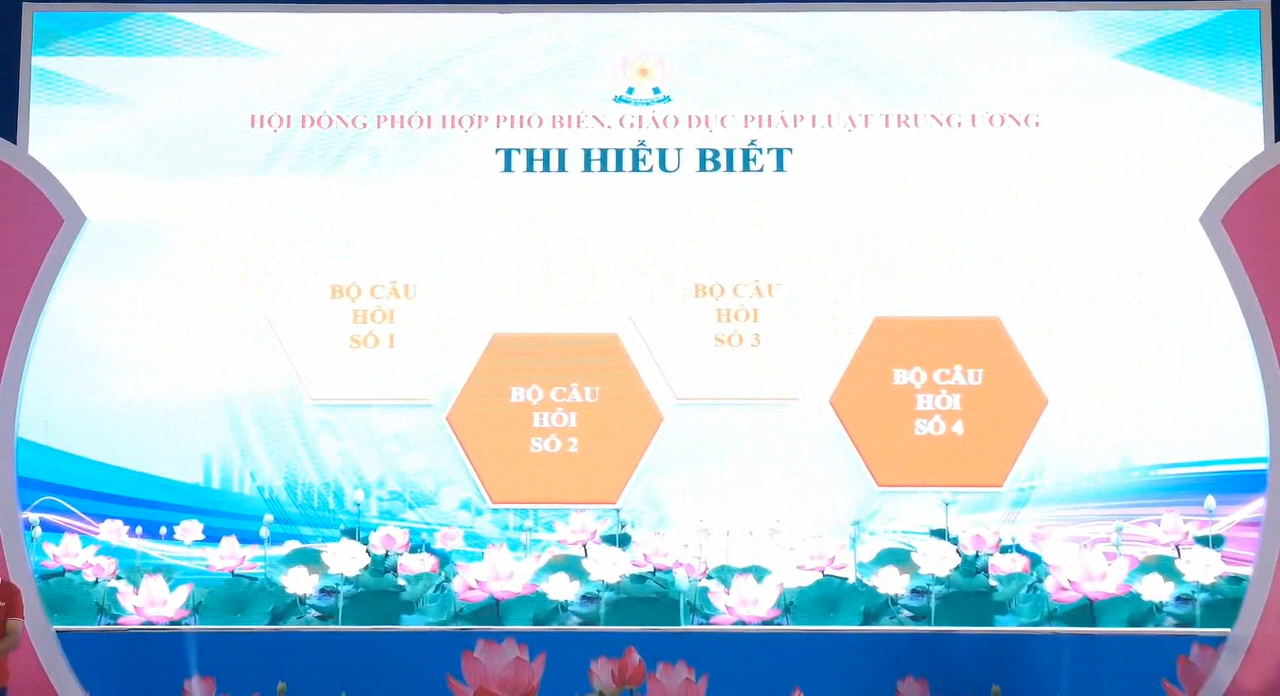 HỘI ĐỒNG PHỐI HỢP PHỔ BIẾN, GIÁO DỤC PHÁP LUẬT TRUNG ƯƠNG
THI HIỂU BIẾT
BỘ CÂU
HỎI
SỐ 1
BỘ CÂU
HỎI
SỐ 2
BỘ CÂU
HỎI
SỐ 3
BỘ CÂU
HỎI
SỐ 4